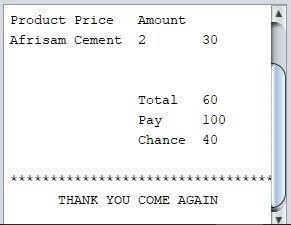 Product Price Amount
Afrisam Cement 2 30
Total 60
Pay 100
Chance 40
*********************************
THANK YOU COME AGAIN